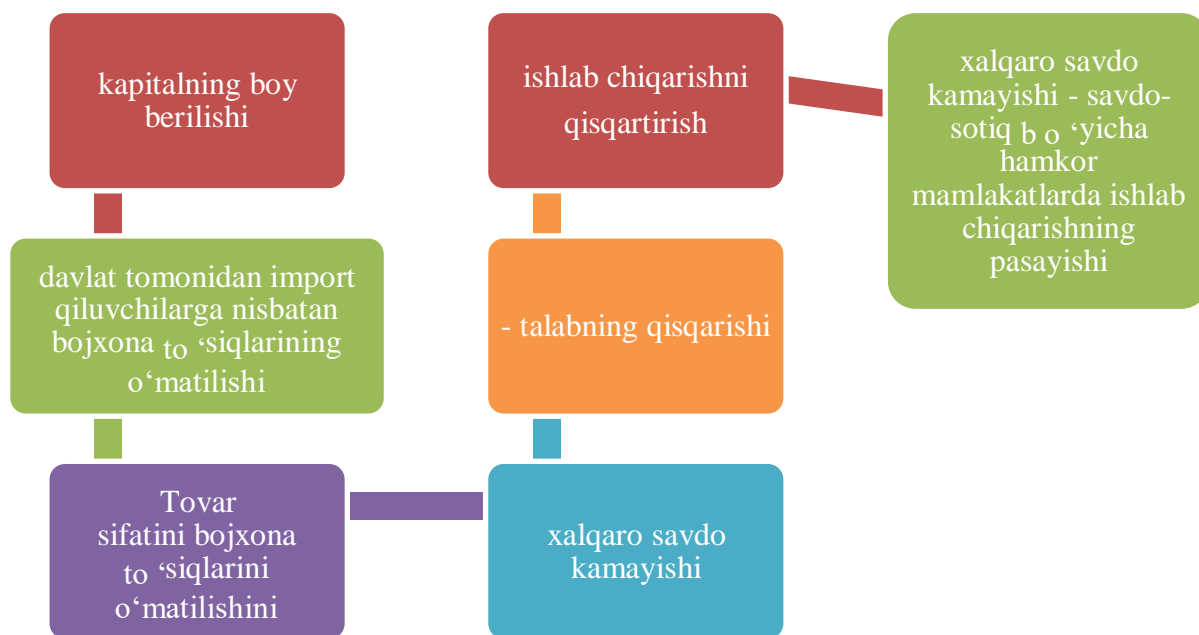 kapitalning boy
berilishi
davlat tomonidan import
qiluvchilarga nisbatan
bojxona to ‘siqlarining
o‘matilishi
Tovar
sifatini bojxona
to ‘siqlarini
o‘matilishini
xalqaro savdo
kamayishi
- talabning qisqarishi
ishlab chiqarishni
qisqartirish
xalqaro savdo
kamayishi - savdo-
sotiq b o ‘yicha
hamkor
mamlakatlarda ishlab
chiqarishning
pasayishi